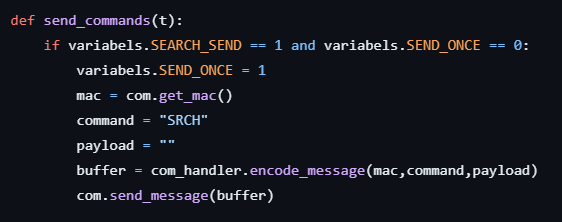 def send_commands(t):
    if variabels.SEARCH_SEND == 1 and variabels.SEND_ONCE == 0:
        variabels.SEND_ONCE = 1
        mac = com.get_mac()
        command = "SRCH"
        payload = ""
        buffer = com_handler.encode_message(mac,command,payload)
        com.send_message(buffer)